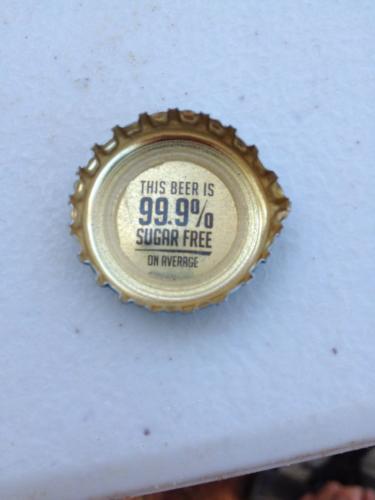 THIS BEER IS
99.9%
SUGAR FREE
ON AVERAGE